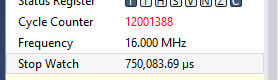 Status Register I T H S V N Z C
Cycle Counter 12001388
Frequency 16.000 MHz
Stop Watch 750,083.69 µs